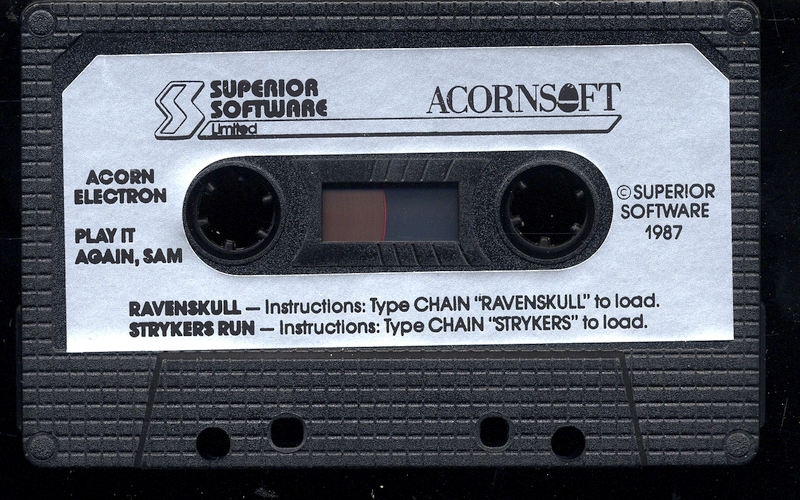 SUPERIOR
SOFTWARE
Limited
ACORNSOFT
ACORN
ELECTRON
PLAY IT
AGAIN, SAM
©SUPERIOR
SOFTWARE
1987
RAVENSKULL — Instructions: Type CHAIN “RAVENSKULL” to load.
STRYKERS RUN — Instructions: Type CHAIN “STRYKERS” to load.